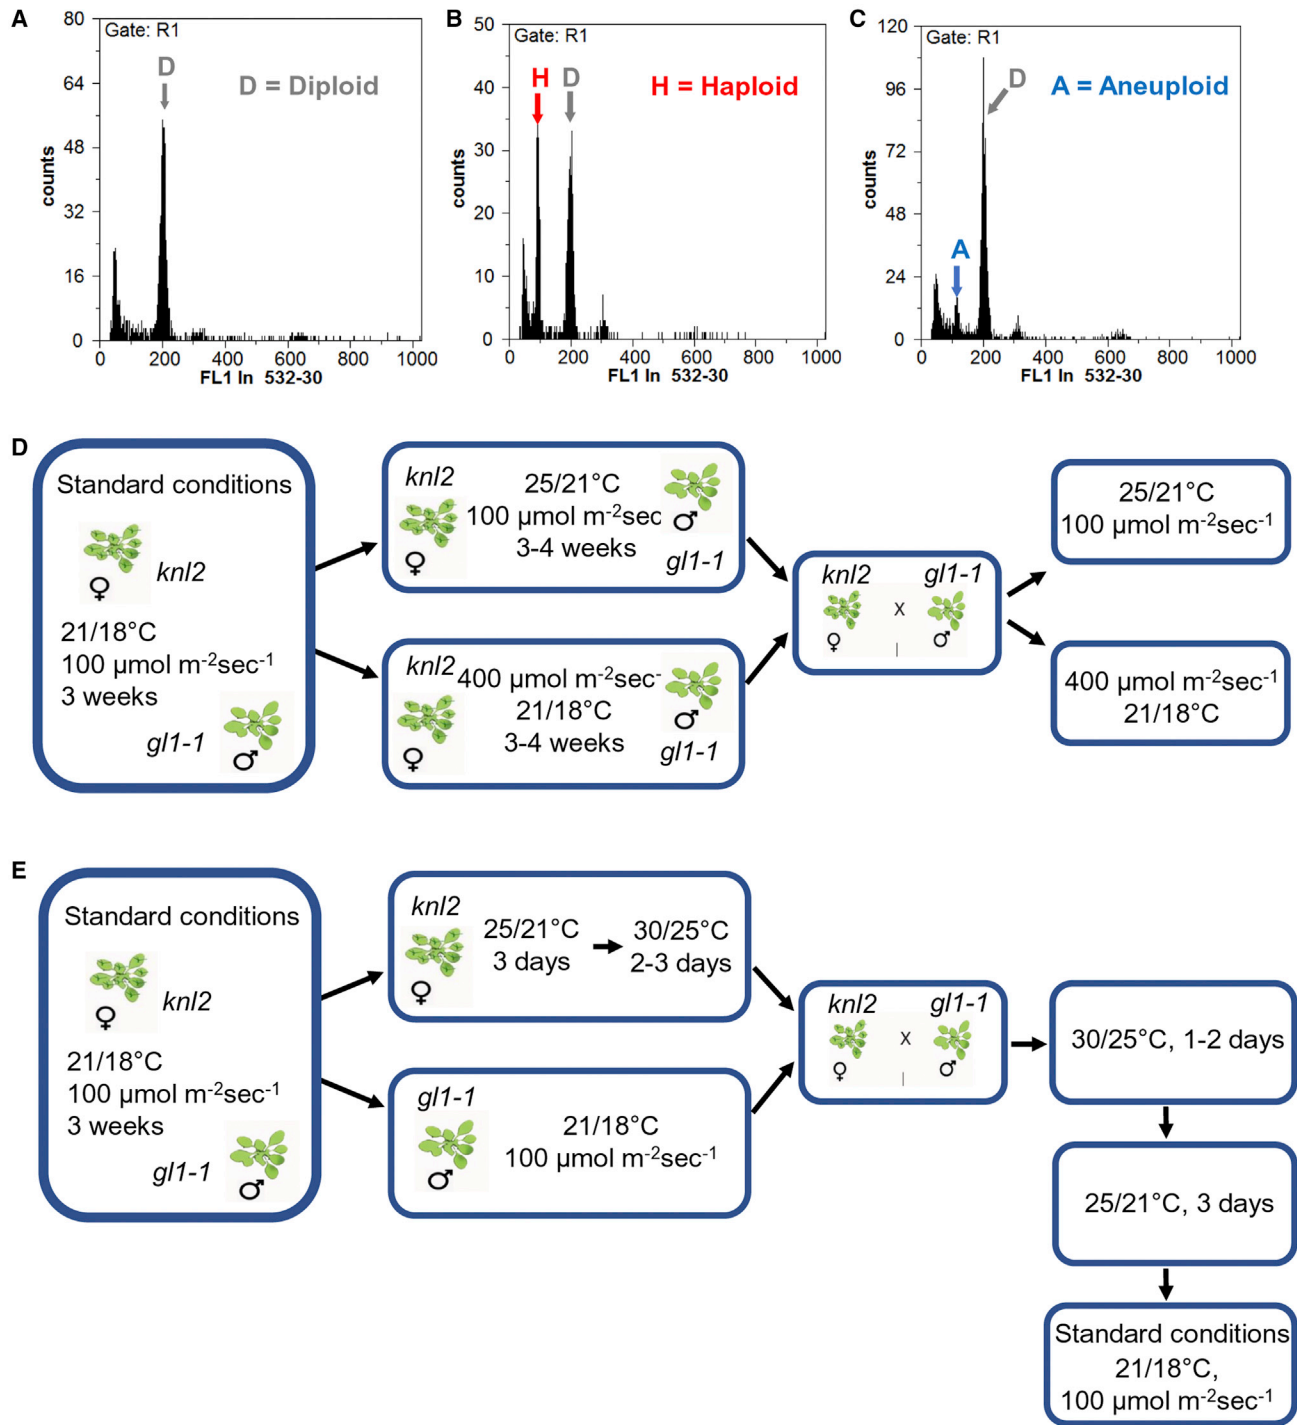 A
80
64
48
32
16
0
counts
Gate: R1
D
D = Diploid
0 200 400 600 800 1000
FL1 ln 532-30
B
50
40
30
20
10
0
counts
Gate: R1
H D
H = Haploid
0 200 400 600 800 1000
FL1 ln 532-30
C
120
96
72
48
24
0
counts
Gate: R1
A = Aneuploid
D
A
0 200 400 600 800 1000
FL1 ln 532-30
D
Standard conditions
♀ knl2
21/18°C
100 µmol m⁻²sec⁻¹
3 weeks
gl1-1 ♂
knl2
♀
25/21°C
100 µmol m⁻²sec
3-4 weeks
♂
gl1-1
knl2
♀
400 µmol m⁻²sec⁻
21/18°C
3-4 weeks
♂
gl1-1
knl2 gl1-1
X
♀ | ♂
25/21°C
100 µmol m⁻²sec⁻¹
400 µmol m⁻²sec⁻¹
21/18°C
E
Standard conditions
♀ knl2
21/18°C
100 µmol m⁻²sec⁻¹
3 weeks
gl1-1 ♂
knl2
♀
25/21°C
3 days
30/25°C
2-3 days
gl1-1
♂
21/18°C
100 µmol m⁻²sec⁻¹
knl2 gl1-1
X
♀ | ♂
30/25°C, 1-2 days
25/21°C, 3 days
Standard conditions
21/18°C,
100 µmol m⁻²sec⁻¹